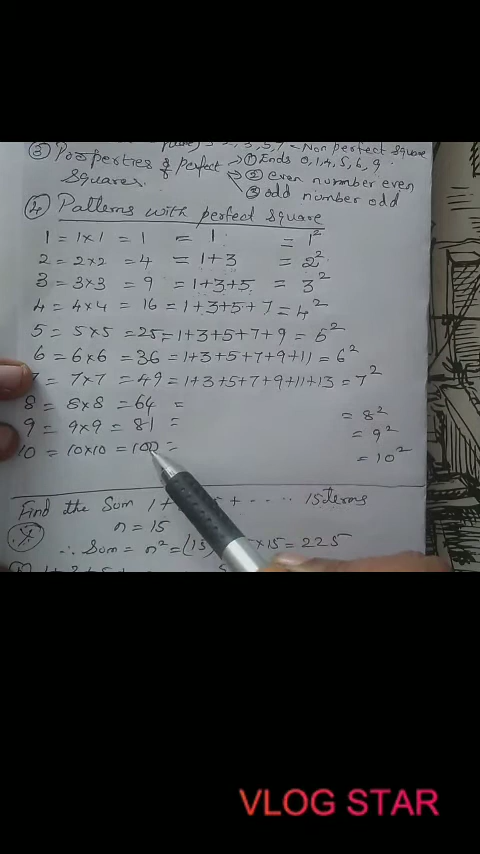 Non perfect square
③ Properties of perfect → ① Ends 0,1,4,5,6,9.
Squares. ② even number even
③ odd number odd
④ Patterns with perfect square
1 = 1×1 = 1 = 1 = 1²
2 = 2×2 = 4 = 1+3 = 2²
3 = 3×3 = 9 = 1+3+5 = 3²
4 = 4×4 = 16 = 1+3+5+7 = 4²
5 = 5×5 = 25 = 1+3+5+7+9 = 5²
6 = 6×6 = 36 = 1+3+5+7+9+11 = 6²
7 = 7×7 = 49 = 1+3+5+7+9+11+13 = 7²
8 = 8×8 = 64 = = 8²
9 = 9×9 = 81 = = 9²
10 = 10×10 = 100 = = 10²
Find the Sum 1 + + ..... 15 terms
n = 15
∴ Sum = n² = (15 ×15 = 225
VLOG STAR